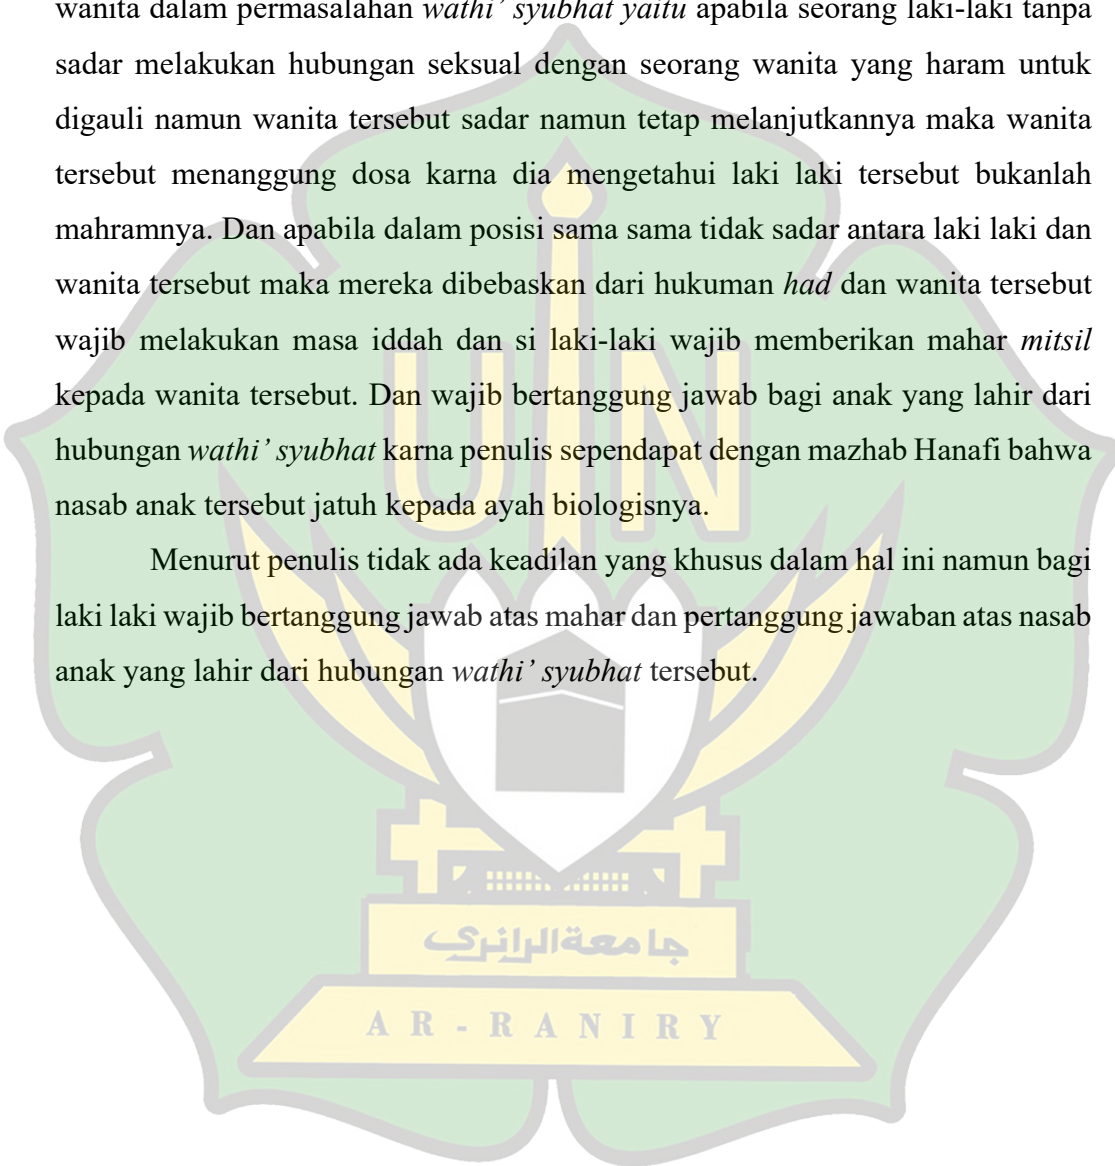 wanita dalam permasalahan wathi’ syubhat yaitu apabila seorang laki-laki tanpa
sadar melakukan hubungan seksual dengan seorang wanita yang haram untuk
digauli namun wanita tersebut sadar namun tetap melanjutkannya maka wanita
tersebut menanggung dosa karna dia mengetahui laki laki tersebut bukanlah
mahramnya. Dan apabila dalam posisi sama sama tidak sadar antara laki laki dan
wanita tersebut maka mereka dibebaskan dari hukuman had dan wanita tersebut
wajib melakukan masa iddah dan si laki-laki wajib memberikan mahar mitsil
kepada wanita tersebut. Dan wajib bertanggung jawab bagi anak yang lahir dari
hubungan wathi’ syubhat karna penulis sependapat dengan mazhab Hanafi bahwa
nasab anak tersebut jatuh kepada ayah biologisnya.
Menurut penulis tidak ada keadilan yang khusus dalam hal ini namun bagi
laki laki wajib bertanggung jawab atas mahar dan pertanggung jawaban atas nasab
anak yang lahir dari hubungan wathi’ syubhat tersebut.
UIN
جامعة الرانري
AR-RANIRY